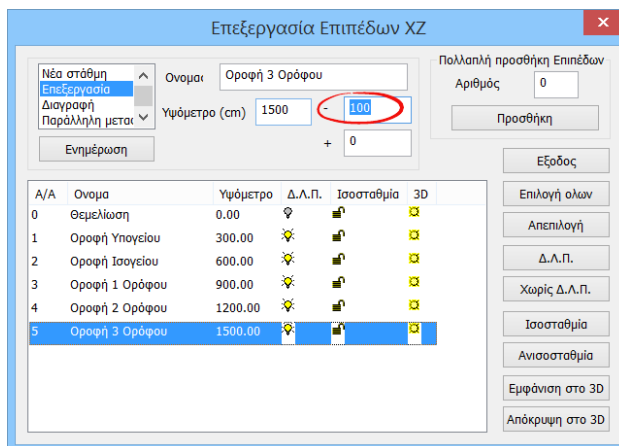 Επεξεργασία Επιπέδων XZ
x
Νέα στάθμη
Επεξεργασία
Διαγραφή
Παράλληλη μετασ
Ονομα
Οροφή 3 Ορόφου
Υψόμετρο (cm)
1500
-
100
+
0
Ενημέρωση
Πολλαπλή προσθήκη Επιπέδων
Αριθμός
0
Προσθήκη
Α/Α Ονομα Υψόμετρο Δ.Λ.Π. Ισοσταθμία 3D
0 Θεμελίωση 0.00
1 Οροφή Υπογείου 300.00
2 Οροφή Ισογείου 600.00
3 Οροφή 1 Ορόφου 900.00
4 Οροφή 2 Ορόφου 1200.00
5 Οροφή 3 Ορόφου 1500.00
Εξοδος
Επιλογή ολων
Απεπιλογή
Δ.Λ.Π.
Χωρίς Δ.Λ.Π.
Ισοσταθμία
Ανισοσταθμία
Εμφάνιση στο 3D
Απόκρυψη στο 3D